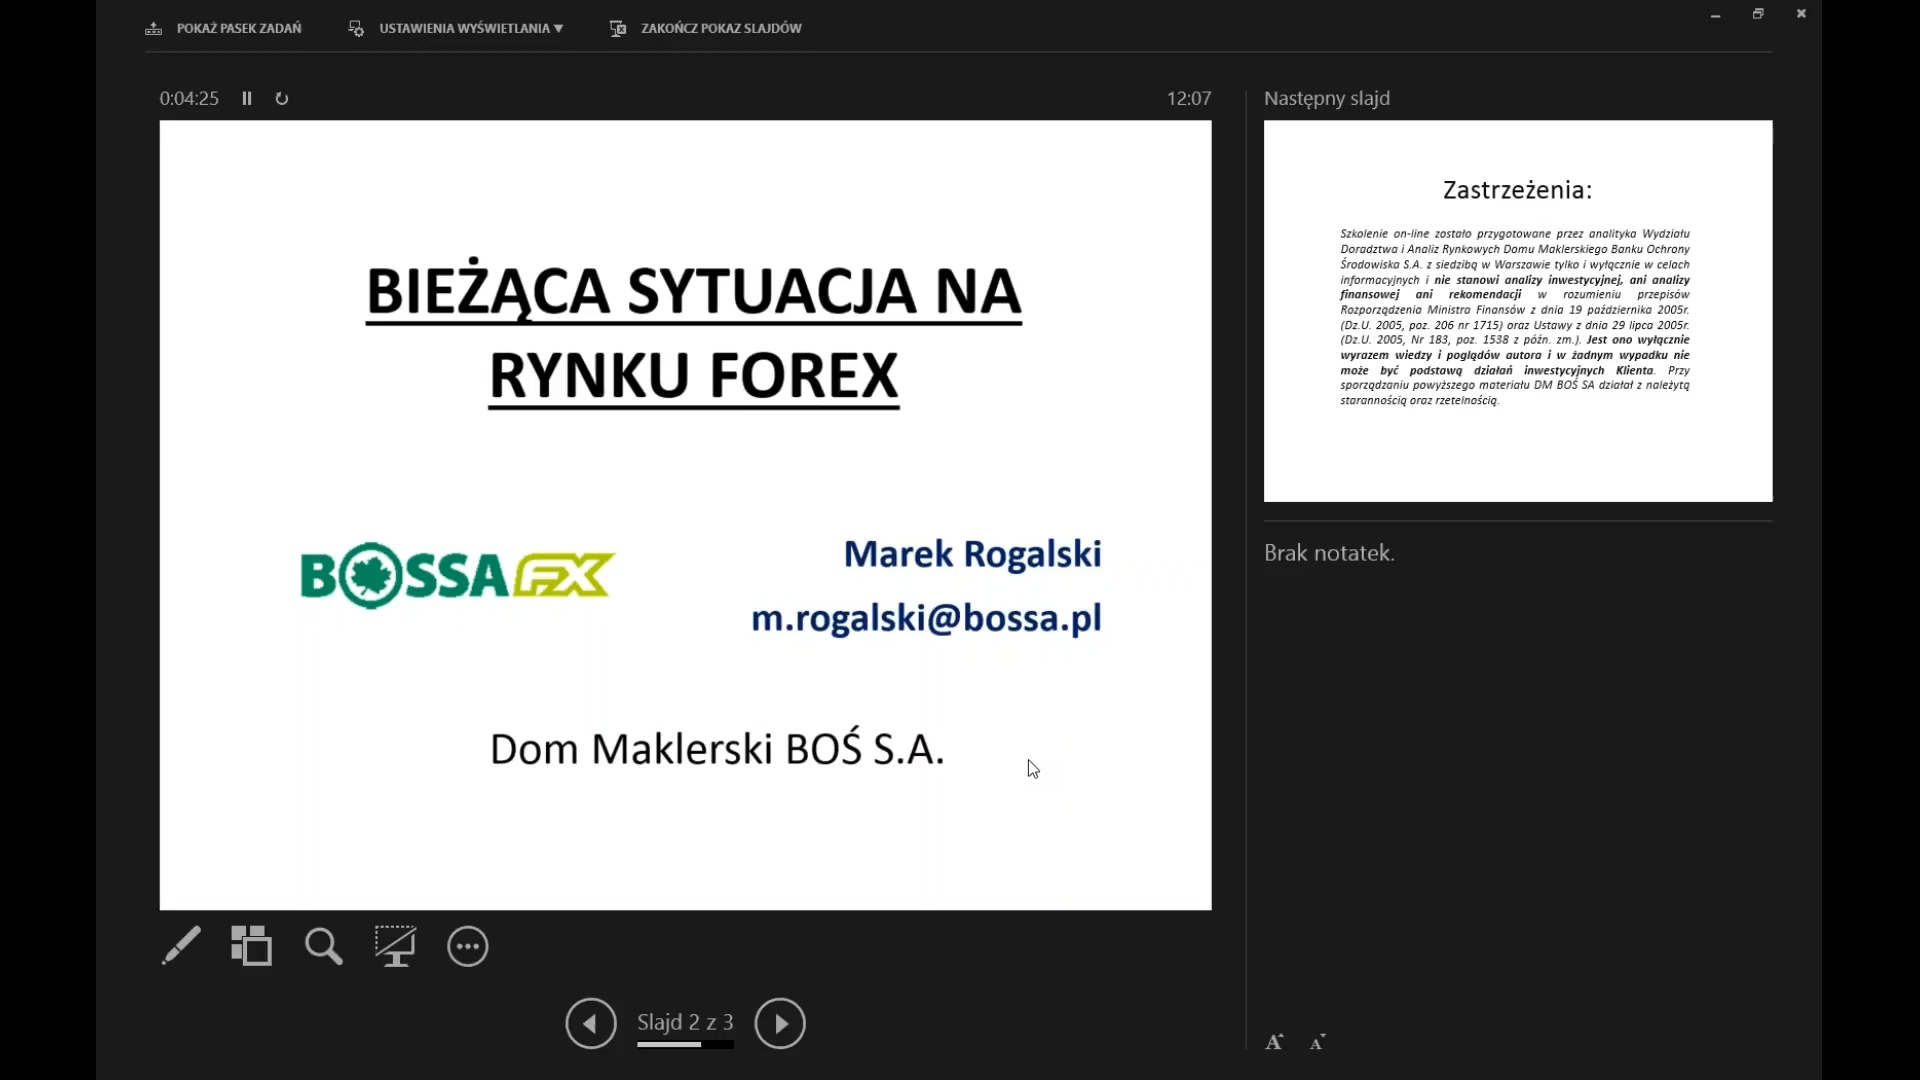 POKAŻ PASEK ZADAŃ
USTAWIENIA WYŚWIETLANIA
ZAKOŃCZ POKAZ SLAJDÓW
0:04:25
12:07
BIEŻĄCA SYTUACJA NA
RYNKU FOREX
BOSSA FX
Marek Rogalski
m.rogalski@bossa.pl
Dom Maklerski BOŚ S.A.
Slajd 2 z 3
Następny slajd
Zastrzeżenia:
Szkolenie on-line zostało przygotowane przez analityka Wydziału
Doradztwa i Analiz Rynkowych Domu Maklerskiego Banku Ochrony
Środowiska S.A. z siedzibą w Warszawie tylko i wyłącznie w celach
informacyjnych i nie stanowi analizy inwestycyjnej, ani analizy
finansowej ani rekomendacji w rozumieniu przepisów
Rozporządzenia Ministra Finansów z dnia 19 października 2005r.
(Dz.U. 2005, poz. 206 nr 1715) oraz Ustawy z dnia 29 lipca 2005r.
(Dz.U. 2005, Nr 183, poz. 1538 z późn. zm.). Jest ono wyłącznie
wyrazem wiedzy i poglądów autora i w żadnym wypadku nie
może być podstawą działań inwestycyjnych Klienta. Przy
sporządzaniu powyższego materiału DM BOŚ SA działał z należytą
starannością oraz rzetelnością.
Brak notatek.
A A